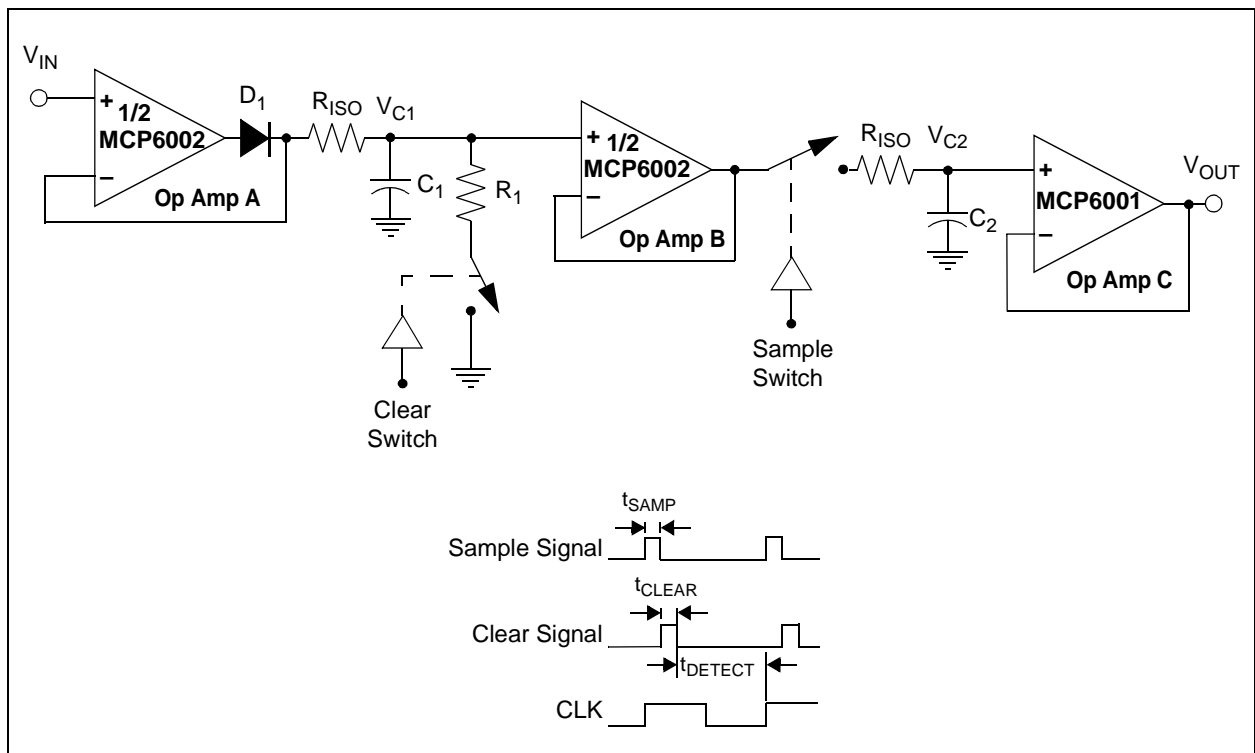 V_IN
+
1/2
MCP6002
–
Op Amp A
D_1
R_ISO
V_C1
C_1
R_1
Clear
Switch
+
1/2
MCP6002
–
Op Amp B
Sample
Switch
R_ISO
V_C2
C_2
+
MCP6001
–
Op Amp C
V_OUT
t_SAMP
Sample Signal
t_CLEAR
Clear Signal
t_DETECT
CLK